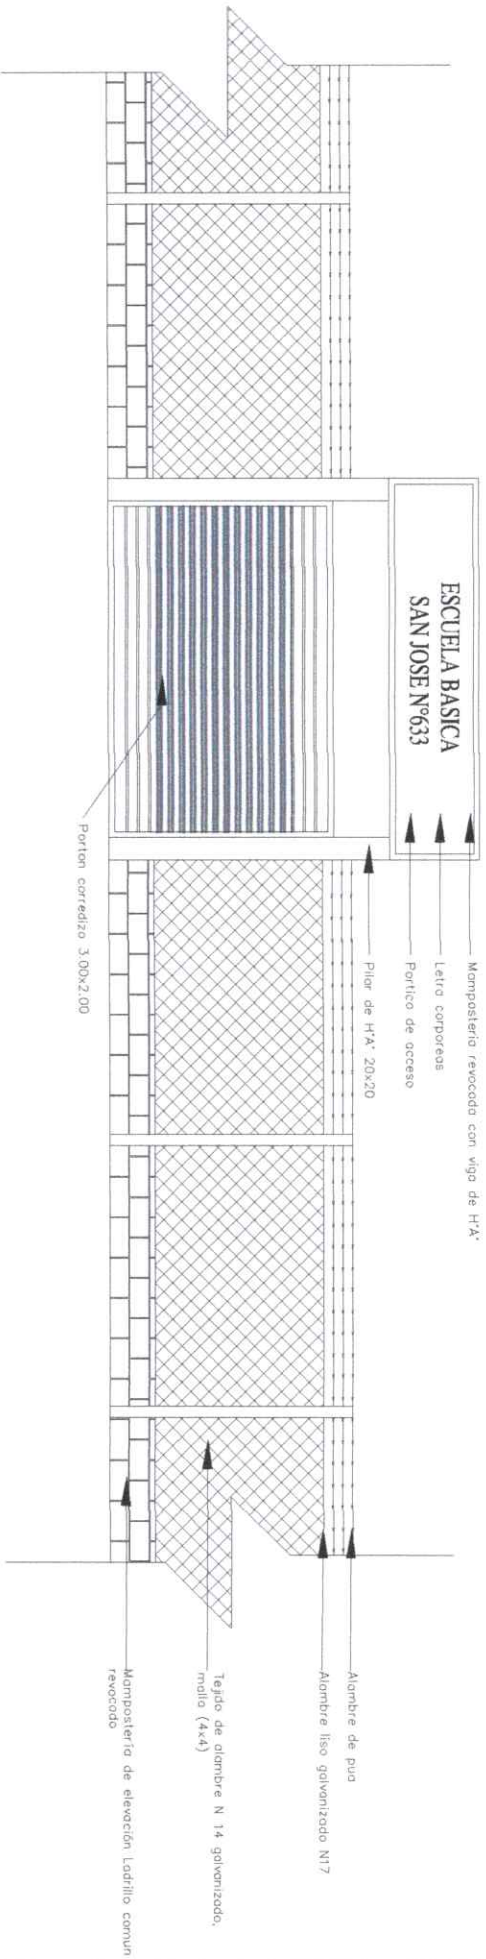 ESCUELA BASICA
SAN JOSE N°633
Mamposteria revocada con viga de H°A°
Letra corporeas
Portico de acceso
Pilar de H°A° 20x20
Porton corredizo 3.00x2.00
Alambre de pua
Alambre liso galvanizado N17
Tejido de alambre N 14 galvanizado,
malla (4x4)
Mampostería de elevación Ladrillo comun
revocado